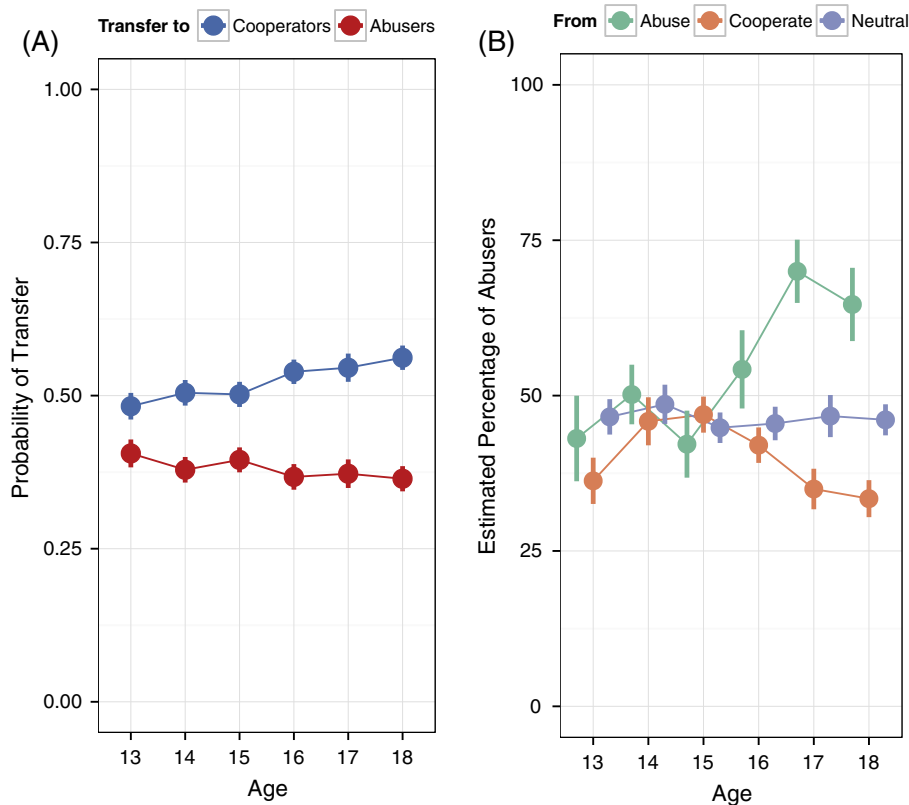 (A)
Transfer to Cooperators Abusers
1.00
0.75
0.50
0.25
0.00
Probability of Transfer
13 14 15 16 17 18
Age
(B)
From Abuse Cooperate Neutral
100
75
50
25
0
Estimated Percentage of Abusers
13 14 15 16 17 18
Age